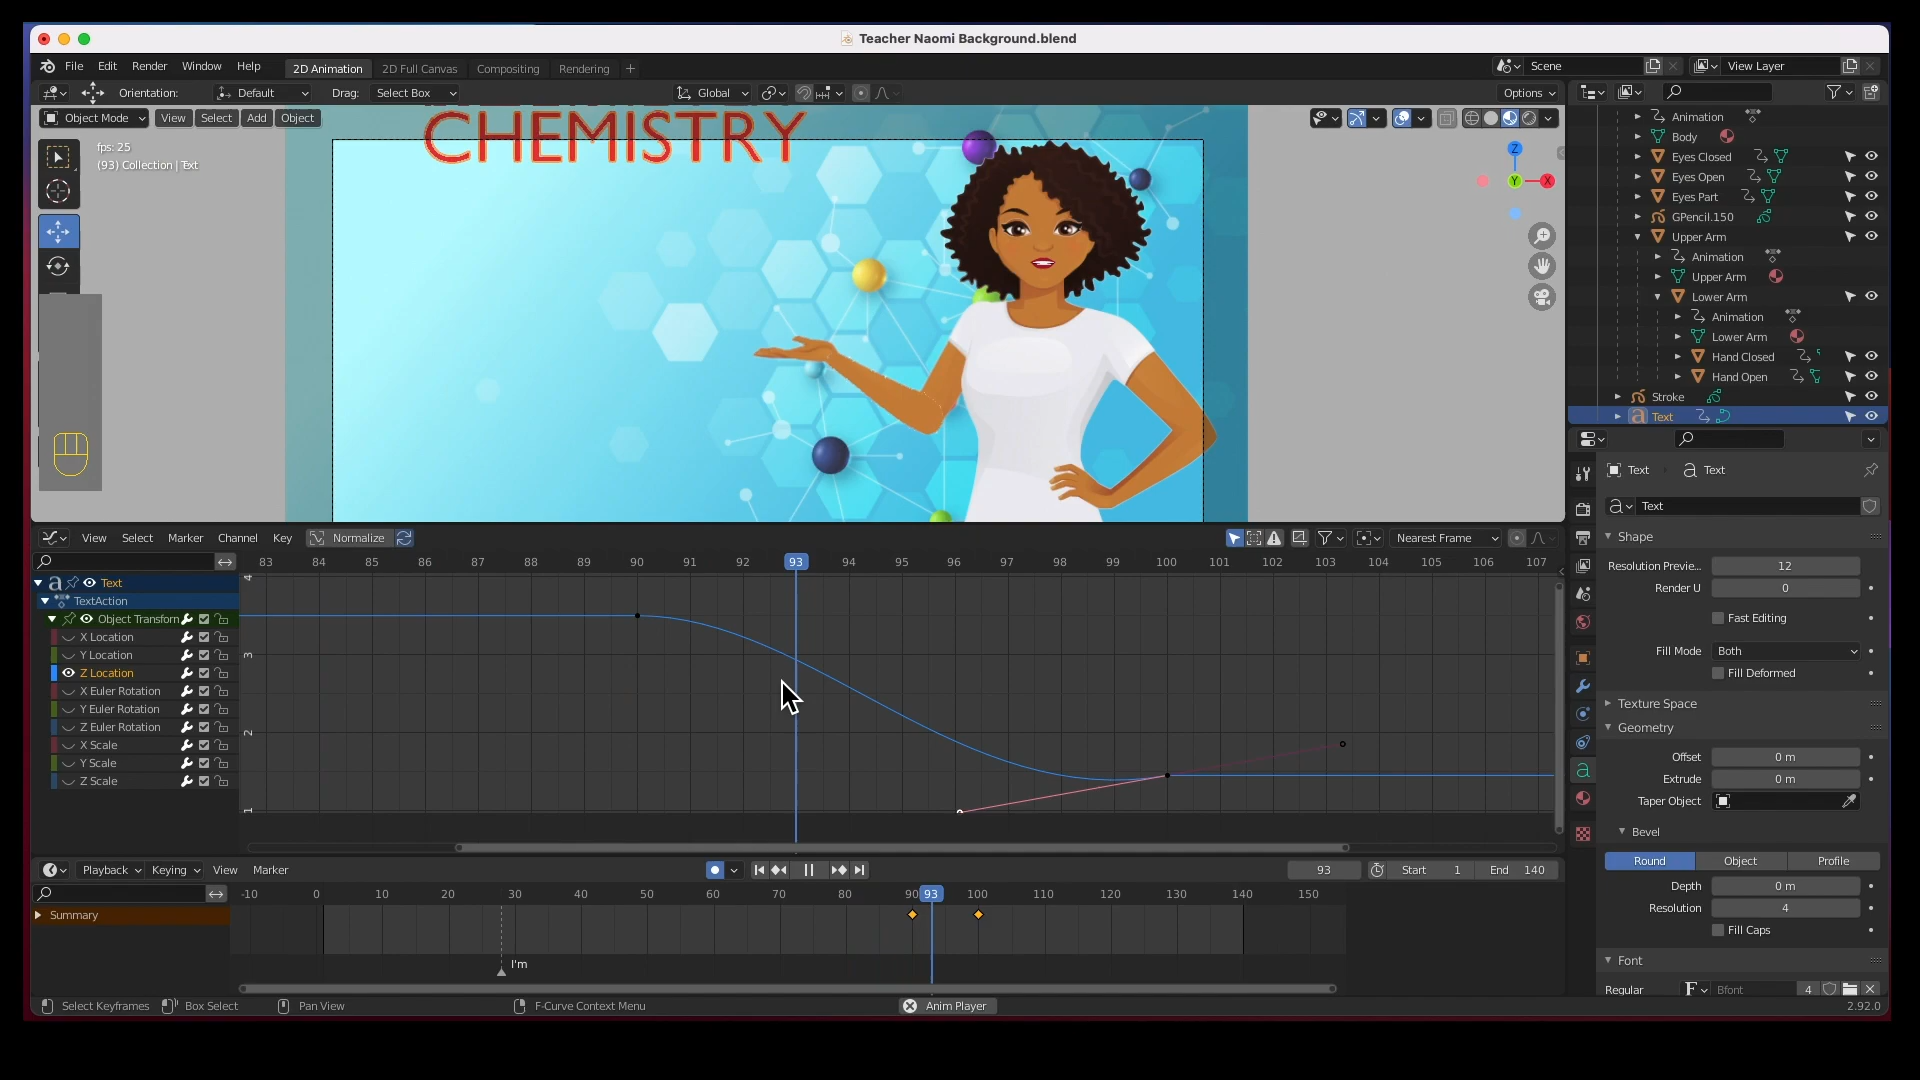 Teacher Naomi Background.blend
File Edit Render Window Help 2D Animation 2D Full Canvas Compositing Rendering + Scene View Layer
Orientation: Default Drag: Select Box Global Options
Object Mode View Select Add Object
fps: 25
(93) Collection | Text
CHEMISTRY
Z
Y
X
Animation
Body
Eyes Closed
Eyes Open
Eyes Part
GPencil.150
Upper Arm
Animation
Upper Arm
Lower Arm
Animation
Lower Arm
Hand Closed
Hand Open
Stroke
Text
Text Text
Text
Shape
Resolution Previe... 12
Render U 0
Fast Editing
Fill Mode Both
Fill Deformed
Texture Space
Geometry
Offset 0 m
Extrude 0 m
Taper Object
Bevel
Round Object Profile
Depth 0 m
Resolution 4
Fill Caps
Font
Regular Bfont 4
View Select Marker Channel Key Normalize Nearest Frame
83 84 85 86 87 88 89 90 91 92 93 94 95 96 97 98 99 100 101 102 103 104 105 106 107
Text
TextAction
Object Transform
X Location
Y Location
Z Location
X Euler Rotation
Y Euler Rotation
Z Euler Rotation
X Scale
Y Scale
Z Scale
4
3
2
1
Playback Keying View Marker 93 Start 1 End 140
-10 0 10 20 30 40 50 60 70 80 90 93 100 110 120 130 140 150
Summary
I'm
Select Keyframes Box Select Pan View F-Curve Context Menu Anim Player 2.92.0